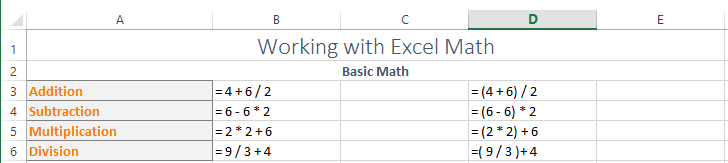 A B C D E
1 Working with Excel Math
2 Basic Math
3 Addition = 4 + 6 / 2 = (4 + 6) / 2
4 Subtraction = 6 - 6 * 2 = (6 - 6) * 2
5 Multiplication = 2 * 2 + 6 = (2 * 2) + 6
6 Division = 9 / 3 + 4 =( 9 / 3 )+ 4